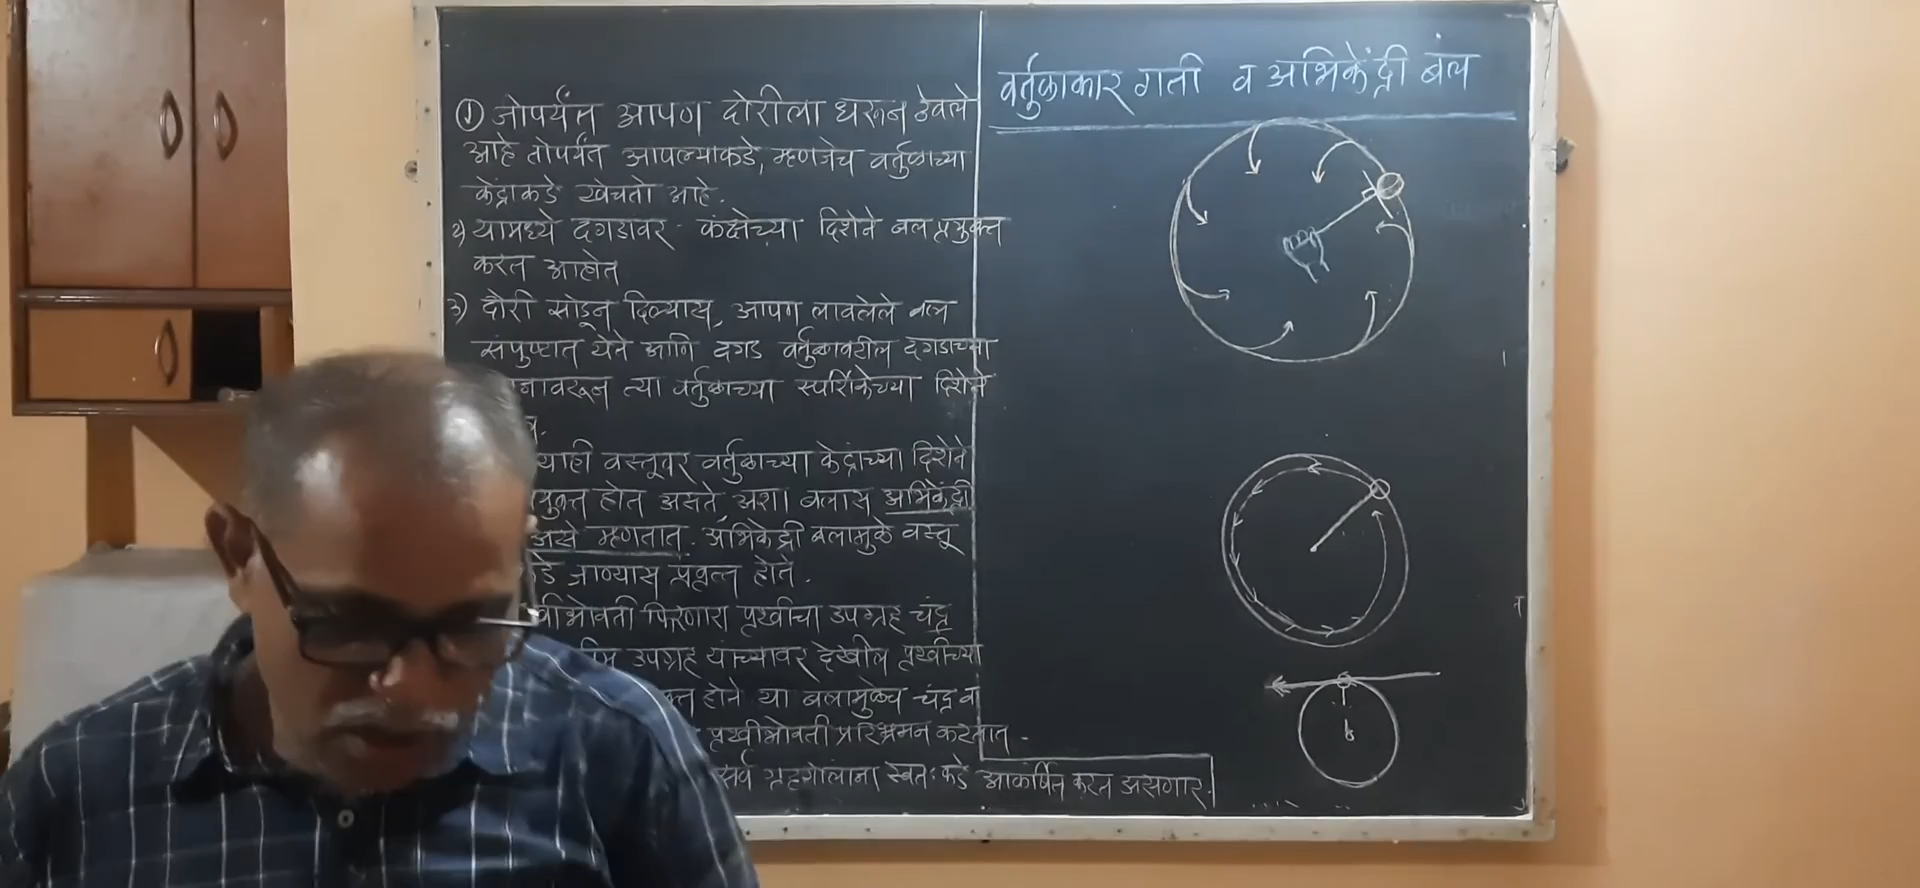 वर्तुळाकार गती व अभिकेंद्री बल
① जोपर्यंत आपण दोरीला धरून ठेवले
आहे तोपर्यंत आपल्याकडे, म्हणजेच वर्तुळाच्या
केंद्राकडे खेचतो आहे.
२) यामध्ये दगडावर कक्षेच्या दिशेने बल प्रयुक्त
करत आहोत
३) दोरी सोडून दिल्यास, आपण लावलेले बल
संपुष्टात येते आणि दगड वर्तुळावरील दगडाच्या
त्या वर्तुळाच्या स्पर्शिकेच्या दिशेने
वस्तूवर वर्तुळाच्या केंद्राच्या दिशेने
होत असते, अशा बलास अभिकेंद्री
असे म्हणतात. अभिकेंद्री बलामुळे वस्तू
जाण्यास प्रवृत्त होते.
फिरणारा पृथ्वीचा उपग्रह चंद्र
उपग्रह यांच्यावर देखील पृथ्वीच्या
होते या बलामुळेच चंद्र व
पृथ्वीभोवती परिभ्रमन करतात -
सर्व ग्रहगोलांना स्वतःकडे आकर्षित करत असणार.